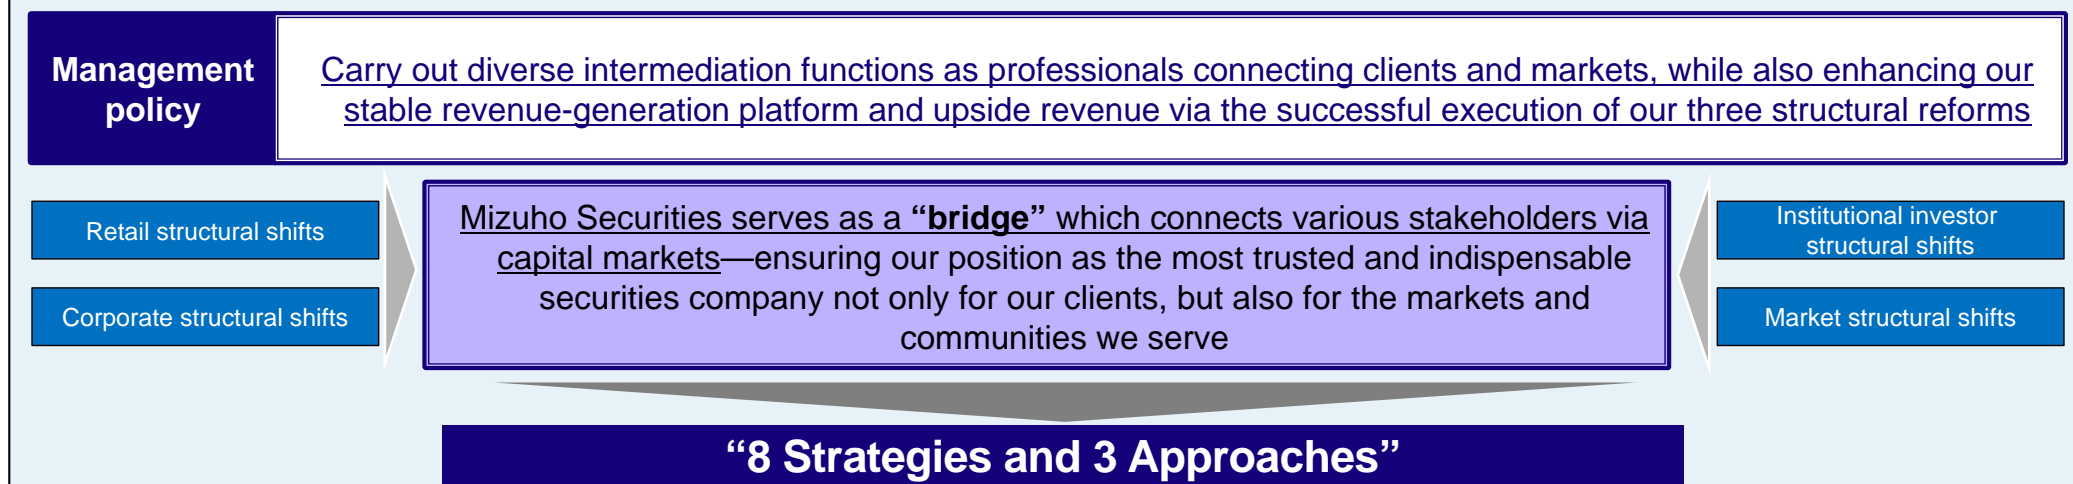 Management
policy
Carry out diverse intermediation functions as professionals connecting clients and markets, while also enhancing our
stable revenue-generation platform and upside revenue via the successful execution of our three structural reforms
Retail structural shifts
Corporate structural shifts
Mizuho Securities serves as a “bridge” which connects various stakeholders via
capital markets—ensuring our position as the most trusted and indispensable
securities company not only for our clients, but also for the markets and
communities we serve
Institutional investor
structural shifts
Market structural shifts
“8 Strategies and 3 Approaches”